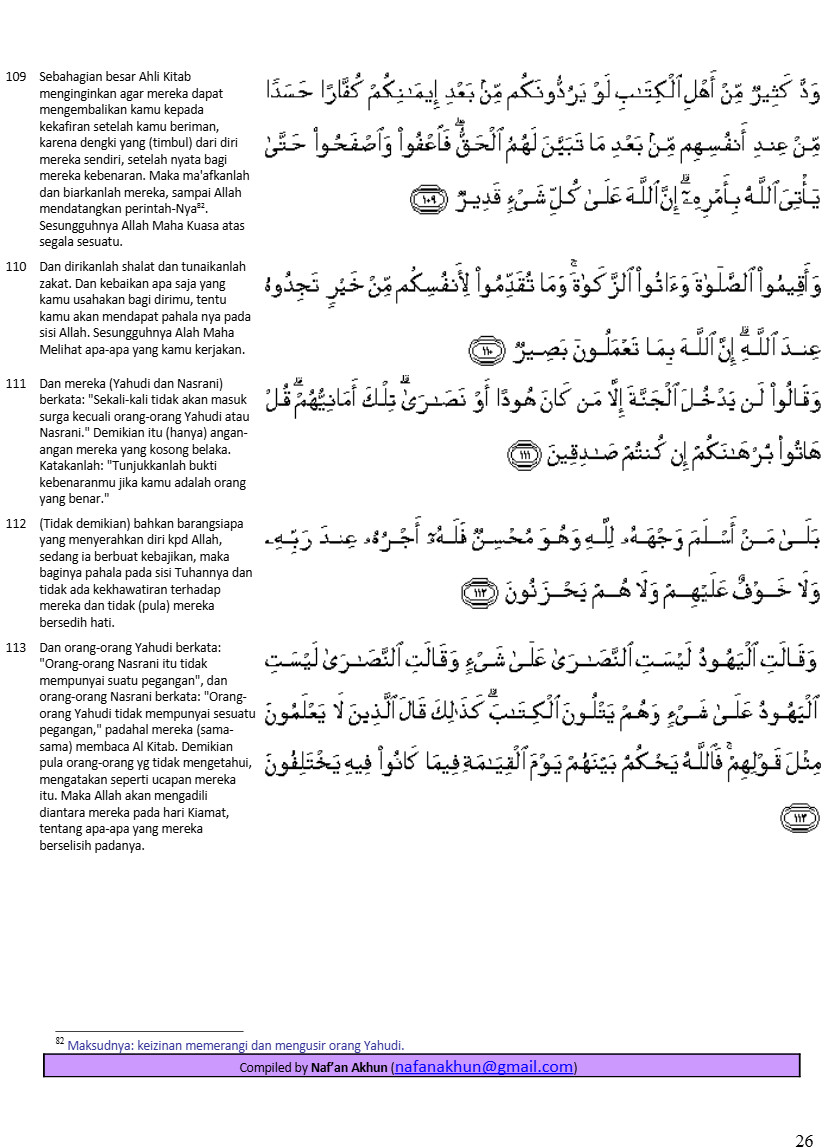 109 Sebahagian besar Ahli Kitab
menginginkan agar mereka dapat
mengembalikan kamu kepada
kekafiran setelah kamu beriman,
karena dengki yang (timbul) dari diri
mereka sendiri, setelah nyata bagi
mereka kebenaran. Maka ma'afkanlah
dan biarkanlah mereka, sampai Allah
mendatangkan perintah-Nya⁸².
Sesungguhnya Allah Maha Kuasa atas
segala sesuatu.
وَدَّ كَثِيرٌ مِّنْ أَهْلِ ٱلْكِتَـٰبِ لَوْ يَرُدُّونَكُم مِّنۢ بَعْدِ إِيمَـٰنِكُمْ كُفَّارًا حَسَدًا
مِّنْ عِندِ أَنفُسِهِم مِّنۢ بَعْدِ مَا تَبَيَّنَ لَهُمُ ٱلْحَقُّ ۖ فَٱعْفُوا۟ وَٱصْفَحُوا۟ حَتَّىٰ
يَأْتِىَ ٱللَّهُ بِأَمْرِهِۦٓ ۗ إِنَّ ٱللَّهَ عَلَىٰ كُلِّ شَىْءٍ قَدِيرٌ ١٠٩
110 Dan dirikanlah shalat dan tunaikanlah
zakat. Dan kebaikan apa saja yang
kamu usahakan bagi dirimu, tentu
kamu akan mendapat pahala nya pada
sisi Allah. Sesungguhnya Alah Maha
Melihat apa-apa yang kamu kerjakan.
وَأَقِيمُوا۟ ٱلصَّلَوٰةَ وَءَاتُوا۟ ٱلزَّكَوٰةَ ۚ وَمَا تُقَدِّمُوا۟ لِأَنفُسِكُم مِّنْ خَيْرٍ تَجِدُوهُ
عِندَ ٱللَّهِ ۗ إِنَّ ٱللَّهَ بِمَا تَعْمَلُونَ بَصِيرٌ ١١٠
111 Dan mereka (Yahudi dan Nasrani)
berkata: "Sekali-kali tidak akan masuk
surga kecuali orang-orang Yahudi atau
Nasrani." Demikian itu (hanya) angan-
angan mereka yang kosong belaka.
Katakanlah: "Tunjukkanlah bukti
kebenaranmu jika kamu adalah orang
yang benar."
وَقَالُوا۟ لَن يَدْخُلَ ٱلْجَنَّةَ إِلَّا مَن كَانَ هُودًا أَوْ نَصَـٰرَىٰ ۗ تِلْكَ أَمَانِيُّهُمْ ۗ قُلْ
هَاتُوا۟ بُرْهَـٰنَكُمْ إِن كُنتُمْ صَـٰدِقِينَ ١١١
112 (Tidak demikian) bahkan barangsiapa
yang menyerahkan diri kpd Allah,
sedang ia berbuat kebajikan, maka
baginya pahala pada sisi Tuhannya dan
tidak ada kekhawatiran terhadap
mereka dan tidak (pula) mereka
bersedih hati.
بَلَىٰ مَنْ أَسْلَمَ وَجْهَهُۥ لِلَّهِ وَهُوَ مُحْسِنٌ فَلَهُۥٓ أَجْرُهُۥ عِندَ رَبِّهِۦ
وَلَا خَوْفٌ عَلَيْهِمْ وَلَا هُمْ يَحْزَنُونَ ١١٢
113 Dan orang-orang Yahudi berkata:
"Orang-orang Nasrani itu tidak
mempunyai suatu pegangan", dan
orang-orang Nasrani berkata: "Orang-
orang Yahudi tidak mempunyai sesuatu
pegangan," padahal mereka (sama-
sama) membaca Al Kitab. Demikian
pula orang-orang yg tidak mengetahui,
mengatakan seperti ucapan mereka
itu. Maka Allah akan mengadili
diantara mereka pada hari Kiamat,
tentang apa-apa yang mereka
berselisih padanya.
وَقَالَتِ ٱلْيَهُودُ لَيْسَتِ ٱلنَّصَـٰرَىٰ عَلَىٰ شَىْءٍ وَقَالَتِ ٱلنَّصَـٰرَىٰ لَيْسَتِ
ٱلْيَهُودُ عَلَىٰ شَىْءٍ وَهُمْ يَتْلُونَ ٱلْكِتَـٰبَ ۗ كَذَٰلِكَ قَالَ ٱلَّذِينَ لَا يَعْلَمُونَ
مِثْلَ قَوْلِهِمْ ۚ فَٱللَّهُ يَحْكُمُ بَيْنَهُمْ يَوْمَ ٱلْقِيَـٰمَةِ فِيمَا كَانُوا۟ فِيهِ يَخْتَلِفُونَ
١١٣
⁸² Maksudnya: keizinan memerangi dan mengusir orang Yahudi.
Compiled by Naf’an Akhun (nafanakhun@gmail.com)
26